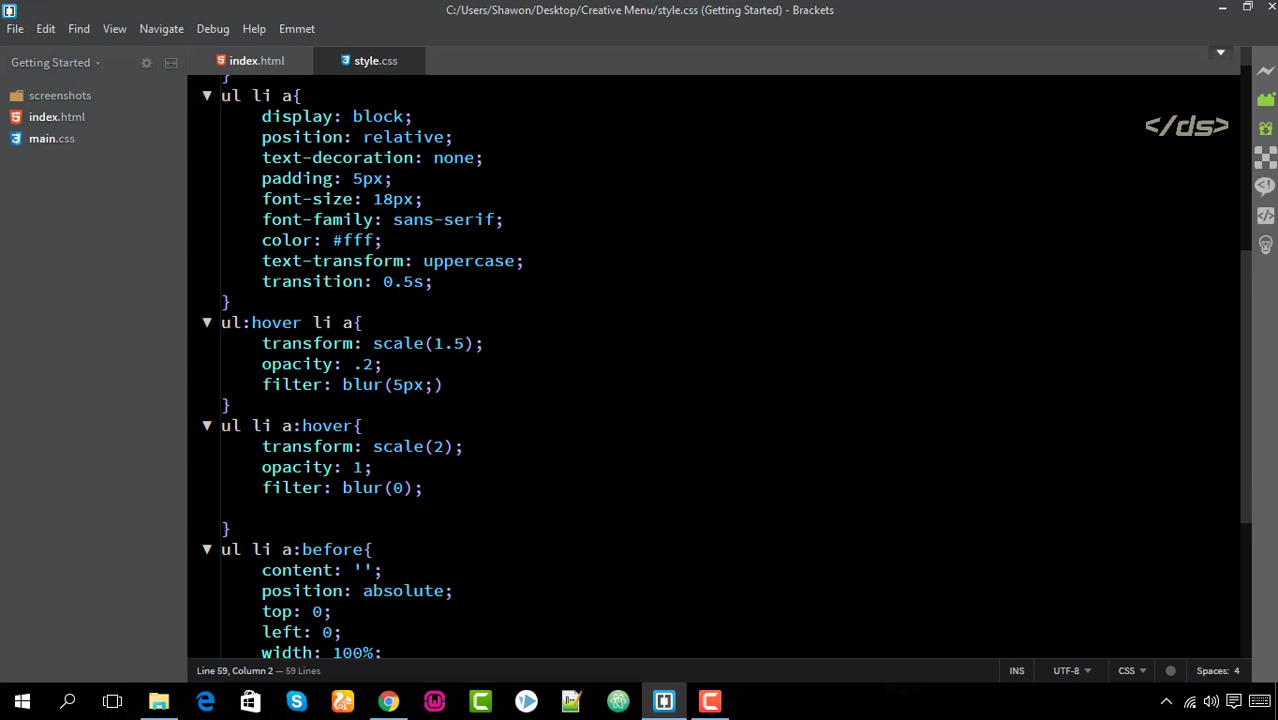 C:/Users/Shawon/Desktop/Creative Menu/style.css (Getting Started) - Brackets
File Edit Find View Navigate Debug Help Emmet
Getting Started
index.html
style.css
screenshots
index.html
main.css
</ds>
}
ul li a{
display: block;
position: relative;
text-decoration: none;
padding: 5px;
font-size: 18px;
font-family: sans-serif;
color: #fff;
text-transform: uppercase;
transition: 0.5s;
}
ul:hover li a{
transform: scale(1.5);
opacity: .2;
filter: blur(5px;)
}
ul li a:hover{
transform: scale(2);
opacity: 1;
filter: blur(0);
}
ul li a:before{
content: '';
position: absolute;
top: 0;
left: 0;
width: 100%;
Line 59, Column 2 — 59 Lines
INS UTF-8 CSS Spaces: 4